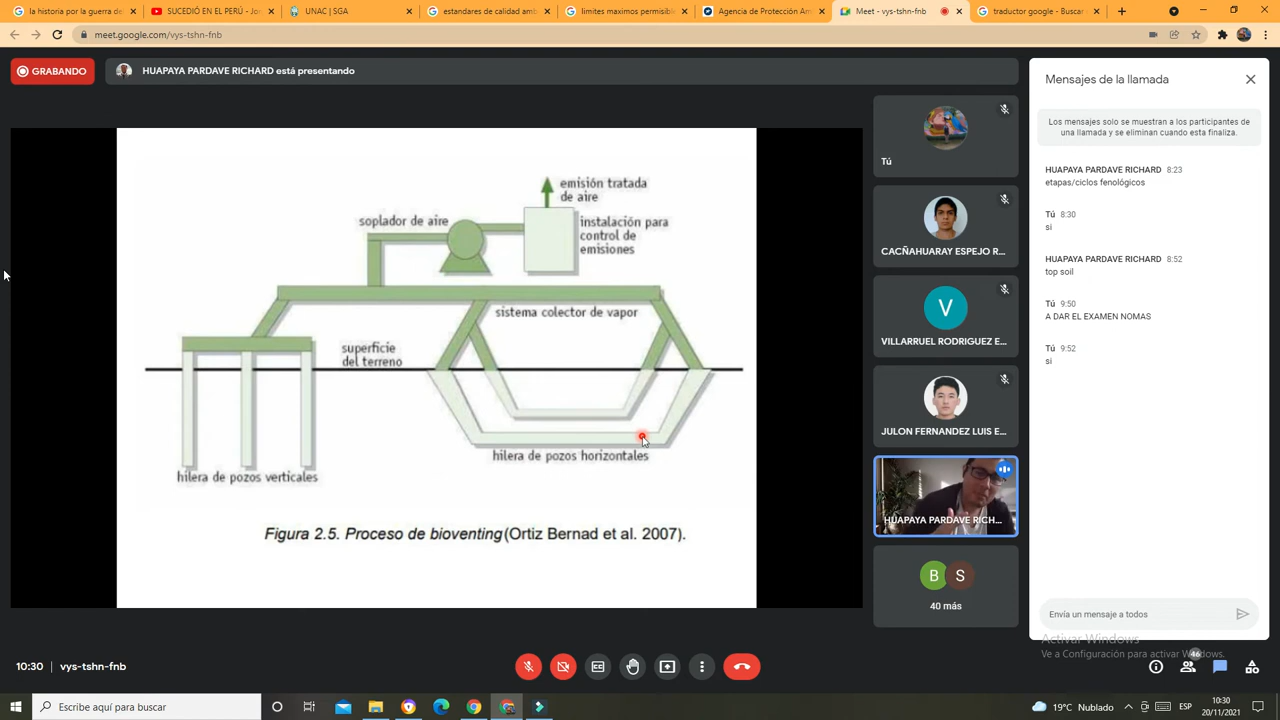 la historia por la guerra del
SUCEDIÓ EN EL PERÚ - Jor
UNAC | SGA
estandares de calidad amb
limites maximos permisible
Agencia de Protección Am
Meet - vys-tshn-fnb
traductor google - Buscar
meet.google.com/vys-tshn-fnb
GRABANDO
HUAPAYA PARDAVE RICHARD está presentando
emisión tratada
de aire
soplador de aire
instalación para
control de
emisiones
sistema colector de vapor
superficie
del terreno
hilera de pozos horizontales
hilera de pozos verticales
Figura 2.5. Proceso de bioventing(Ortiz Bernad et al. 2007).
Tú
CACÑAHUARAY ESPEJO R...
V
VILLARRUEL RODRIGUEZ E...
JULON FERNANDEZ LUIS E...
HUAPAYA PARDAVE RICH...
B
S
40 más
Mensajes de la llamada
Los mensajes solo se muestran a los participantes de
una llamada y se eliminan cuando esta finaliza.
HUAPAYA PARDAVE RICHARD 8:23
etapas/ciclos fenológicos
Tú 8:30
si
HUAPAYA PARDAVE RICHARD 8:52
top soil
Tú 9:50
A DAR EL EXAMEN NOMAS
Tú 9:52
si
Envía un mensaje a todos
Activar Windows
Ve a Configuración para activar Windows.
10:30 | vys-tshn-fnb
46
Escribe aquí para buscar
19°C Nublado
ESP
10:30
20/11/2021